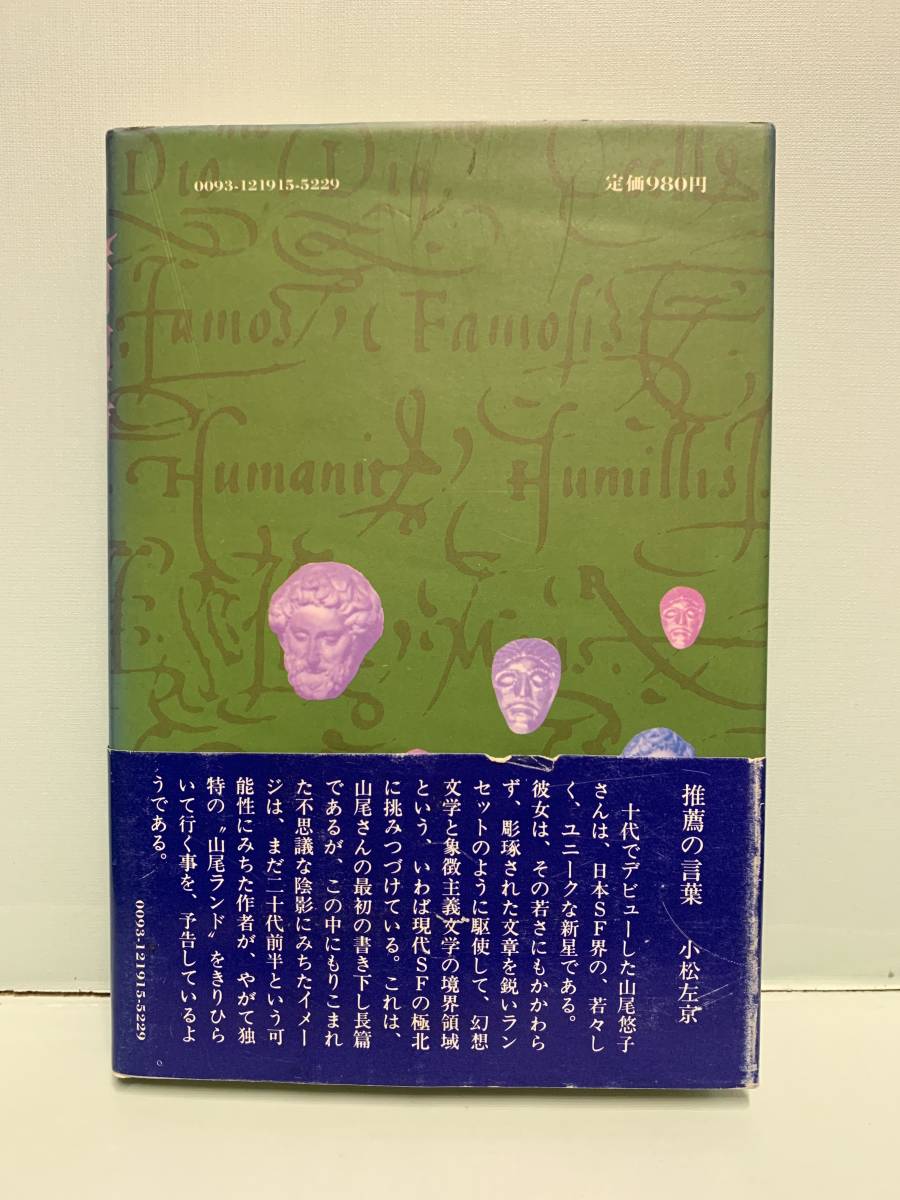 0093-121915-5229
定価980円
Famosi
Humillis
推薦の言葉　小松左京
十代でデビューした山尾悠子
さんは、日本SF界の、若々し
く、ユニークな新星である。
彼女は、その若さにもかかわら
ず、彫琢された文章を鋭いラン
セットのように駆使して、幻想
文学と象徴主義文学の境界領域
という、いわば現代SFの極北
に挑みつづけている。これは、
山尾さんの最初の書き下し長篇
であるが、この中にもりこまれ
た不思議な陰影にみちたイメー
ジは、まだ二十代前半という可
能性にみちた作者が、やがて独
特の〝山尾ランド〟をきりひら
いて行く事を、予告しているよ
うである。
0093-121915-5229